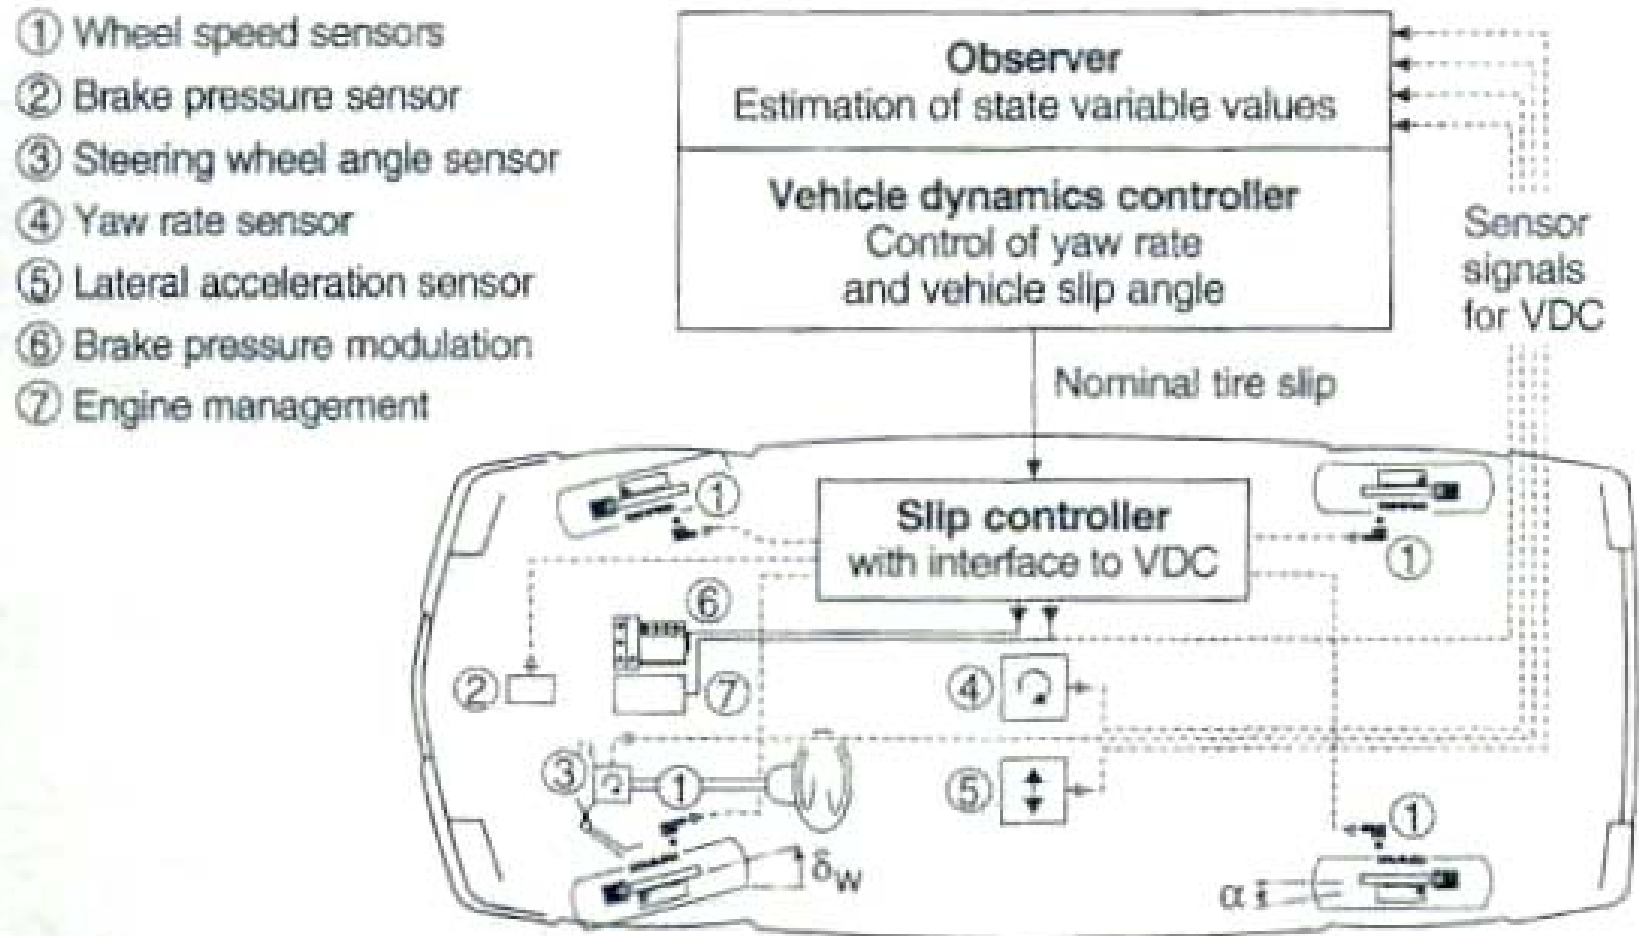 ① Wheel speed sensors
② Brake pressure sensor
③ Steering wheel angle sensor
④ Yaw rate sensor
⑤ Lateral acceleration sensor
⑥ Brake pressure modulation
⑦ Engine management
Observer
Estimation of state variable values
Vehicle dynamics controller
Control of yaw rate
and vehicle slip angle
Sensor
signals
for VDC
Nominal tire slip
①
Slip controller
with interface to VDC
①
⑥
②
⑦
④
③
①
⑤
①
δw
α